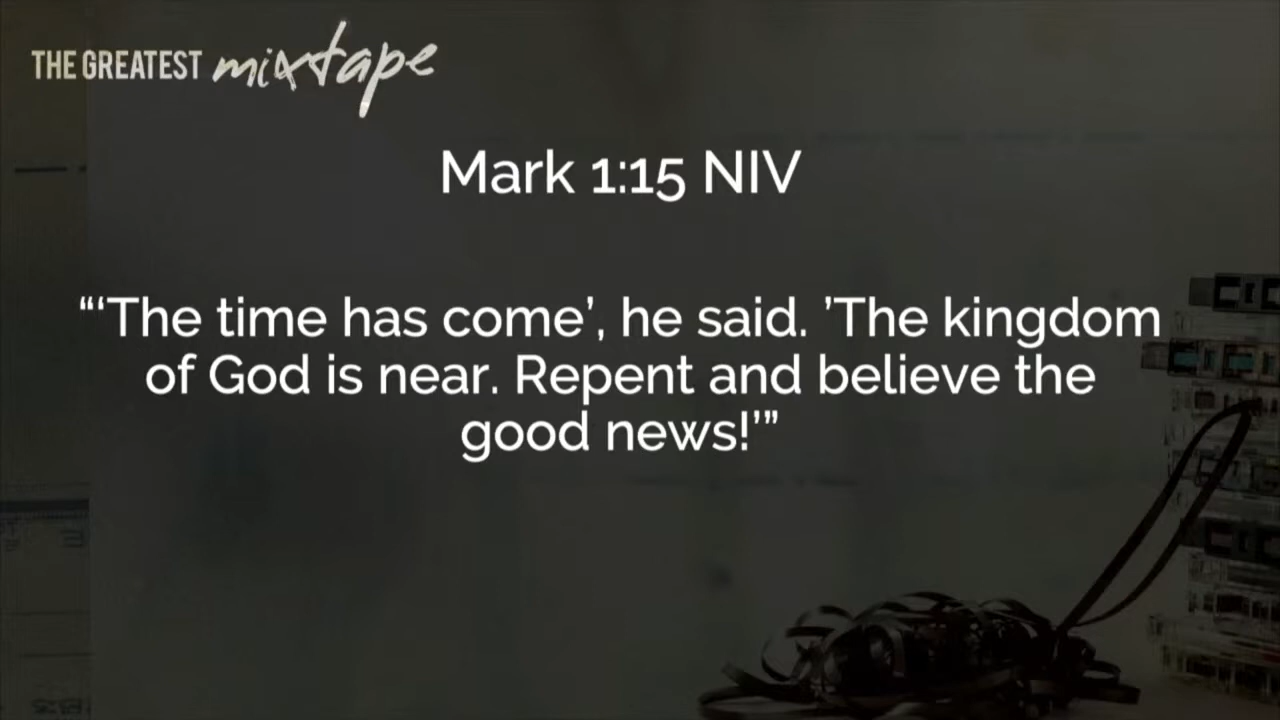 THE GREATEST mixtape
Mark 1:15 NIV
“‘The time has come’, he said. ’The kingdom
of God is near. Repent and believe the
good news!’”